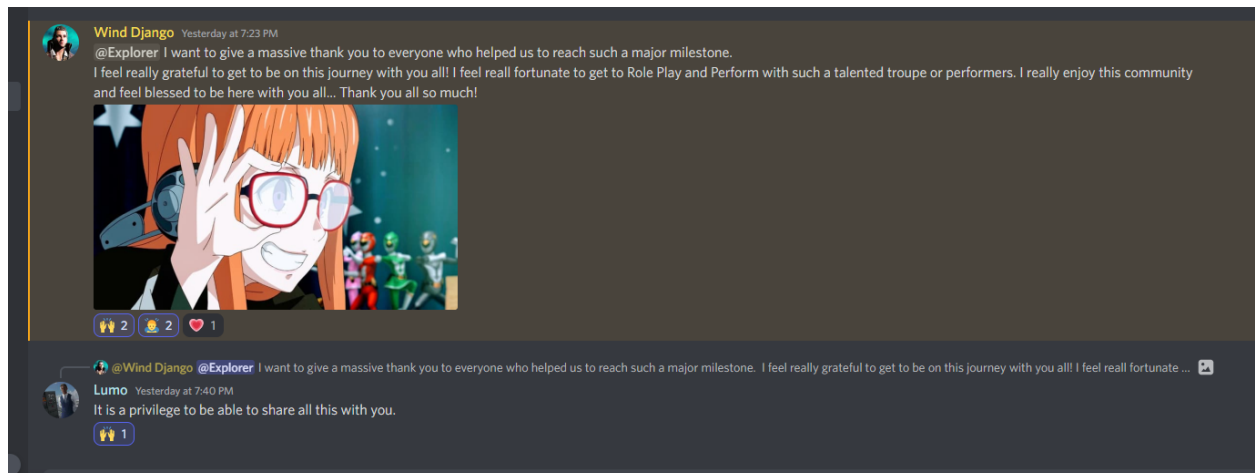 Wind Django Yesterday at 7:23 PM
@Explorer I want to give a massive thank you to everyone who helped us to reach such a major milestone.
I feel really grateful to get to be on this journey with you all! I feel reall fortunate to get to Role Play and Perform with such a talented troupe or performers. I really enjoy this community
and feel blessed to be here with you all... Thank you all so much!
2 2 1
@Wind Django @Explorer I want to give a massive thank you to everyone who helped us to reach such a major milestone. I feel really grateful to get to be on this journey with you all! I feel reall fortunate ...
Lumo Yesterday at 7:40 PM
It is a privilege to be able to share all this with you.
1